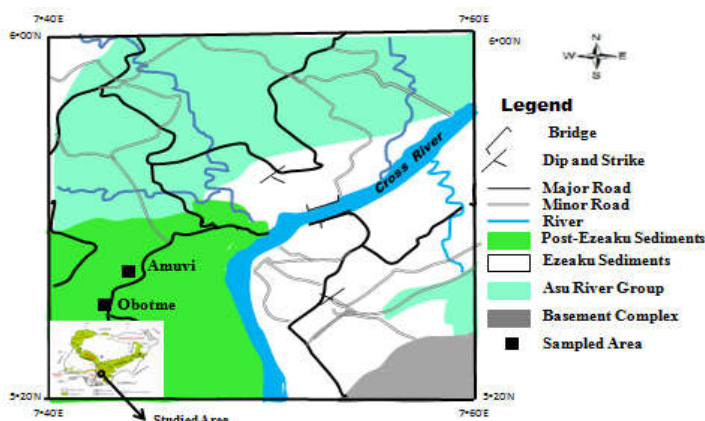 7°40'E
7°60'E
6°00'N
6°00'N
N
W E
S
Legend
Bridge
Dip and Strike
Major Road
Minor Road
River
Post-Ezeaku Sediments
Ezeaku Sediments
Asu River Group
Basement Complex
Sampled Area
Cross River
Amuvi
Obotme
5°20'N
5°20'N
7°40'E
7°60'E
Studied Area